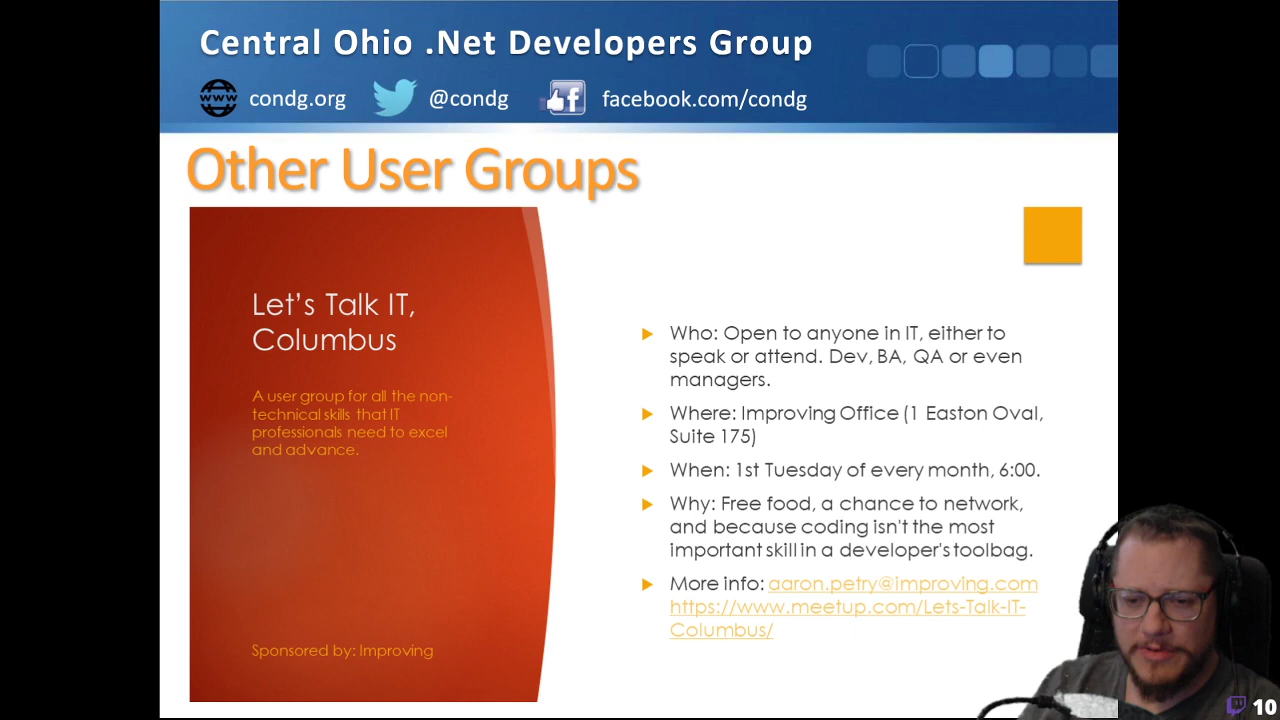 Central Ohio .Net Developers Group
www condg.org @condg f facebook.com/condg
Other User Groups
Let's Talk IT,
Columbus
A user group for all the non-
technical skills that IT
professionals need to excel
and advance.
Sponsored by: Improving
Who: Open to anyone in IT, either to
speak or attend. Dev, BA, QA or even
managers.
Where: Improving Office (1 Easton Oval,
Suite 175)
When: 1st Tuesday of every month, 6:00.
Why: Free food, a chance to network,
and because coding isn't the most
important skill in a developer's toolbag.
More info: aaron.petry@improving.com
https://www.meetup.com/Lets-Talk-IT-
Columbus/
10